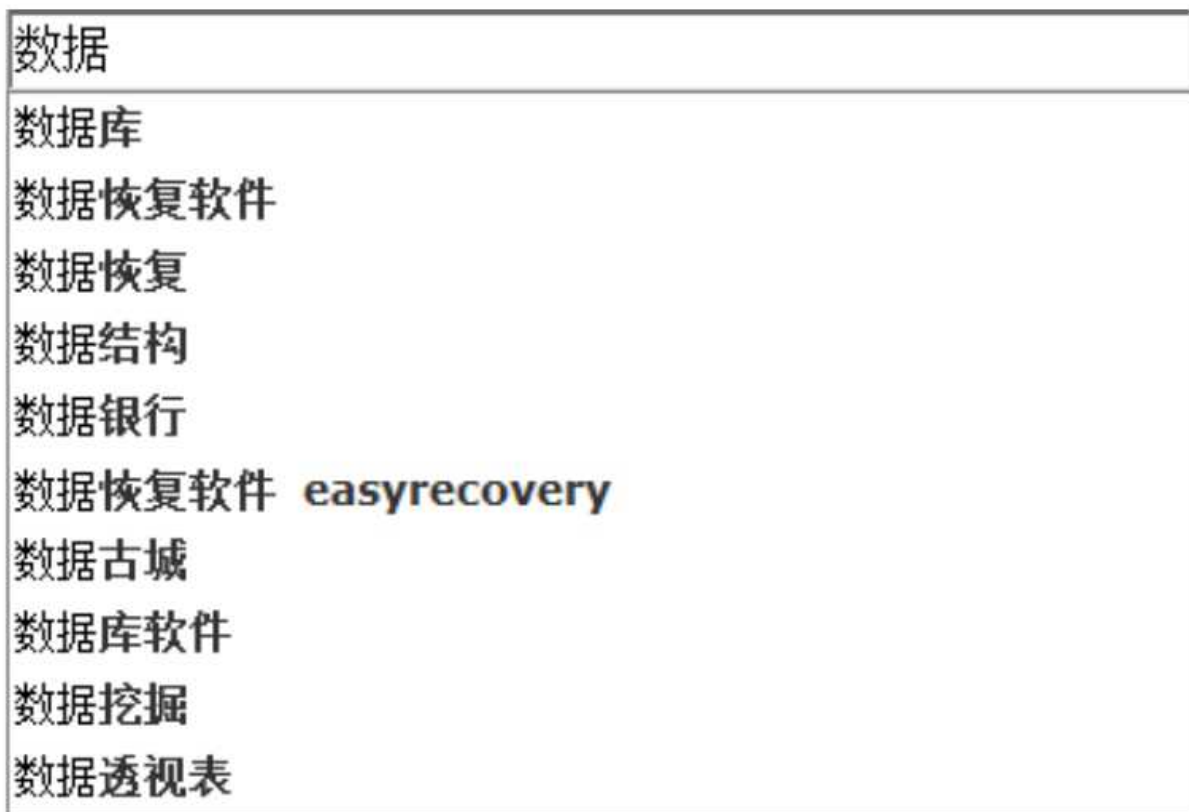 数据
数据库
数据恢复软件
数据恢复
数据结构
数据银行
数据恢复软件 easyrecovery
数据古城
数据库软件
数据挖掘
数据透视表